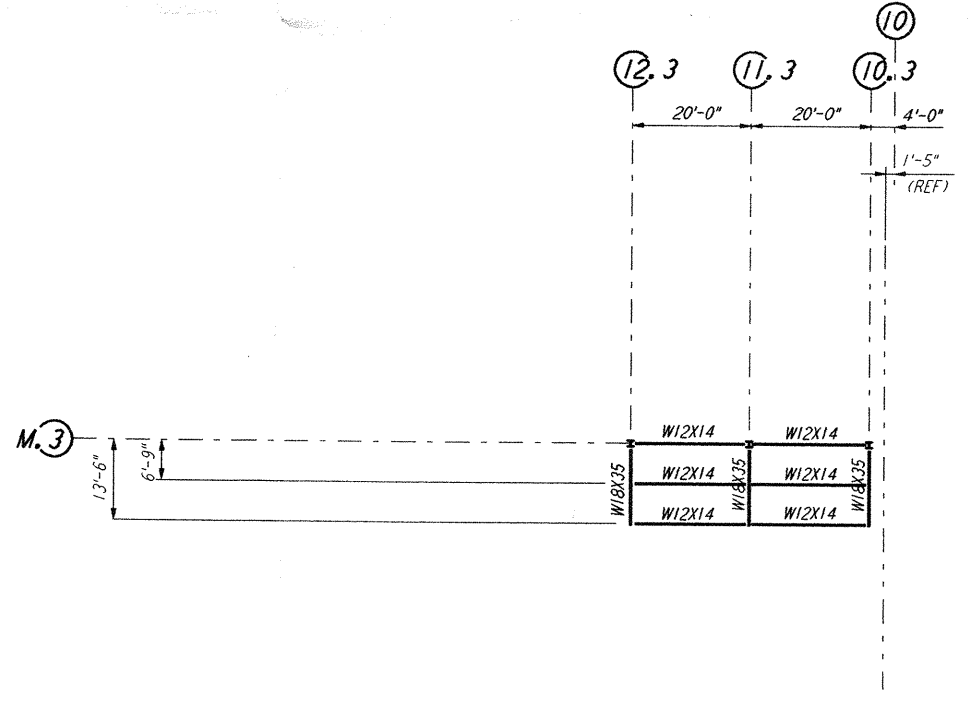 10
12.3
11.3
10.3
20'-0"
20'-0"
4'-0"
1'-5"
(REF)
M.3
13'-6"
6'-9"
W12X14
W12X14
W18X35
W12X14
W18X35
W12X14
W18X35
W12X14
W12X14